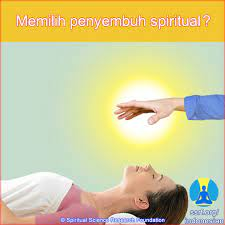 Memilih penyembuh spiritual?
ssrf.org/
indonesian
© Spiritual Science Research Foundation